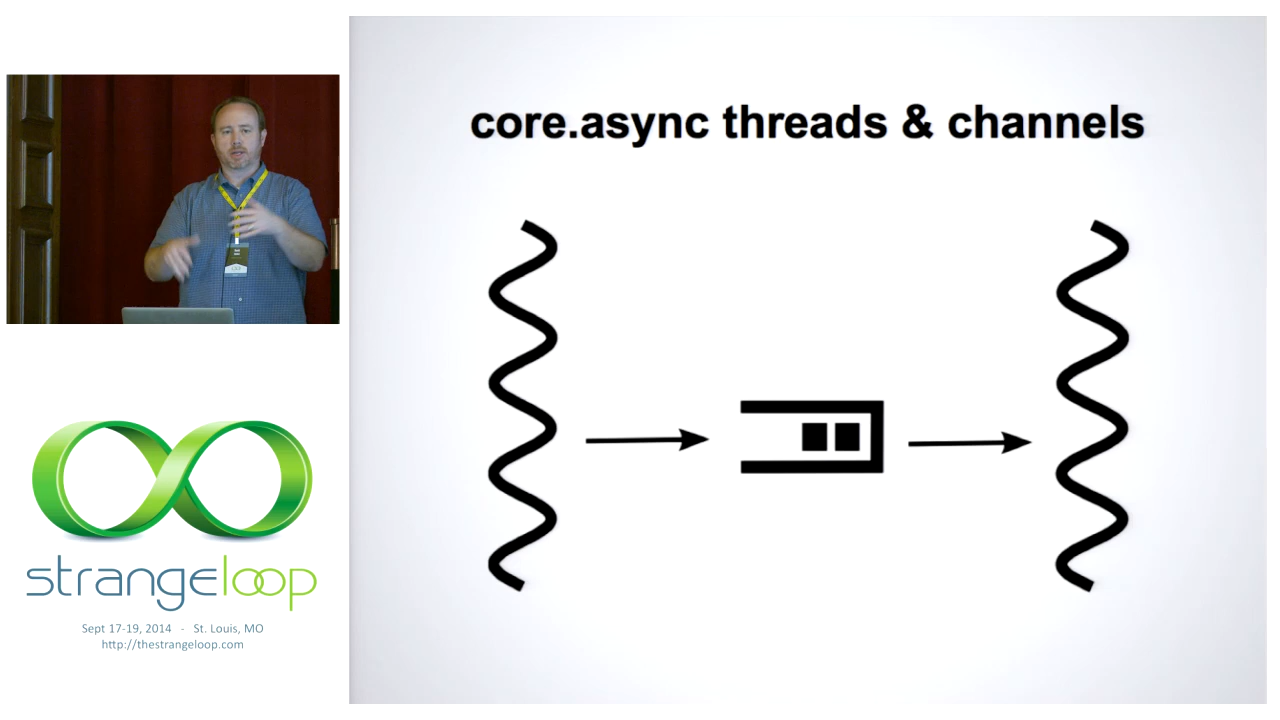 core.async threads & channels
strangeloop
Sept 17-19, 2014 - St. Louis, MO
http://thestrangeloop.com